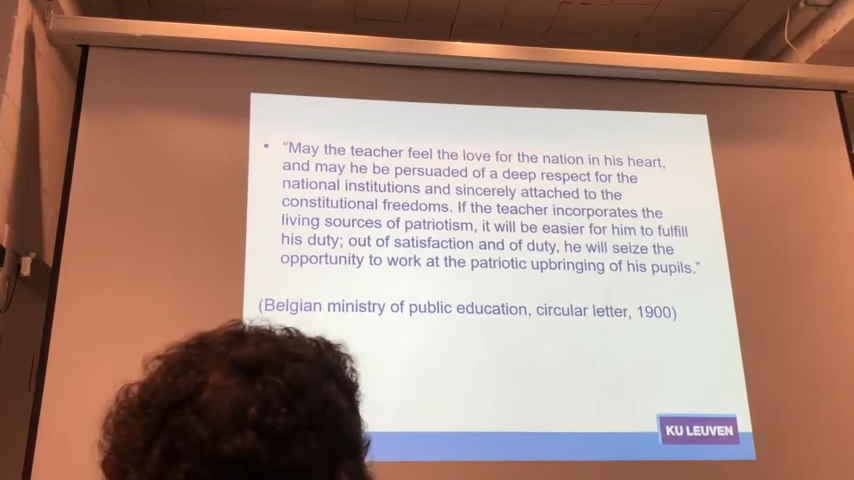 • “May the teacher feel the love for the nation in his heart,
and may he be persuaded of a deep respect for the
national institutions and sincerely attached to the
constitutional freedoms. If the teacher incorporates the
living sources of patriotism, it will be easier for him to fulfill
his duty; out of satisfaction and of duty, he will seize the
opportunity to work at the patriotic upbringing of his pupils.”
(Belgian ministry of public education, circular letter, 1900)
KU LEUVEN